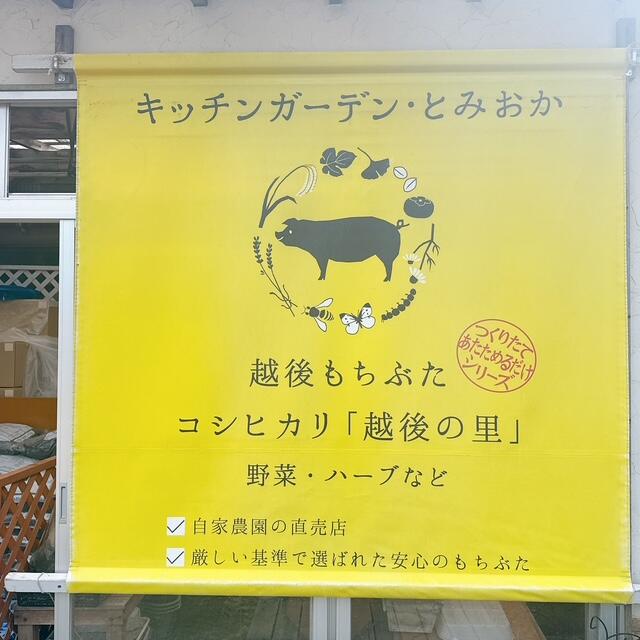 キッチンガーデン・とみおか
つくりたて
あたためるだけ
シリーズ
越後もちぶた
コシヒカリ「越後の里」
野菜・ハーブなど
自家農園の直売店
厳しい基準で選ばれた安心のもちぶた